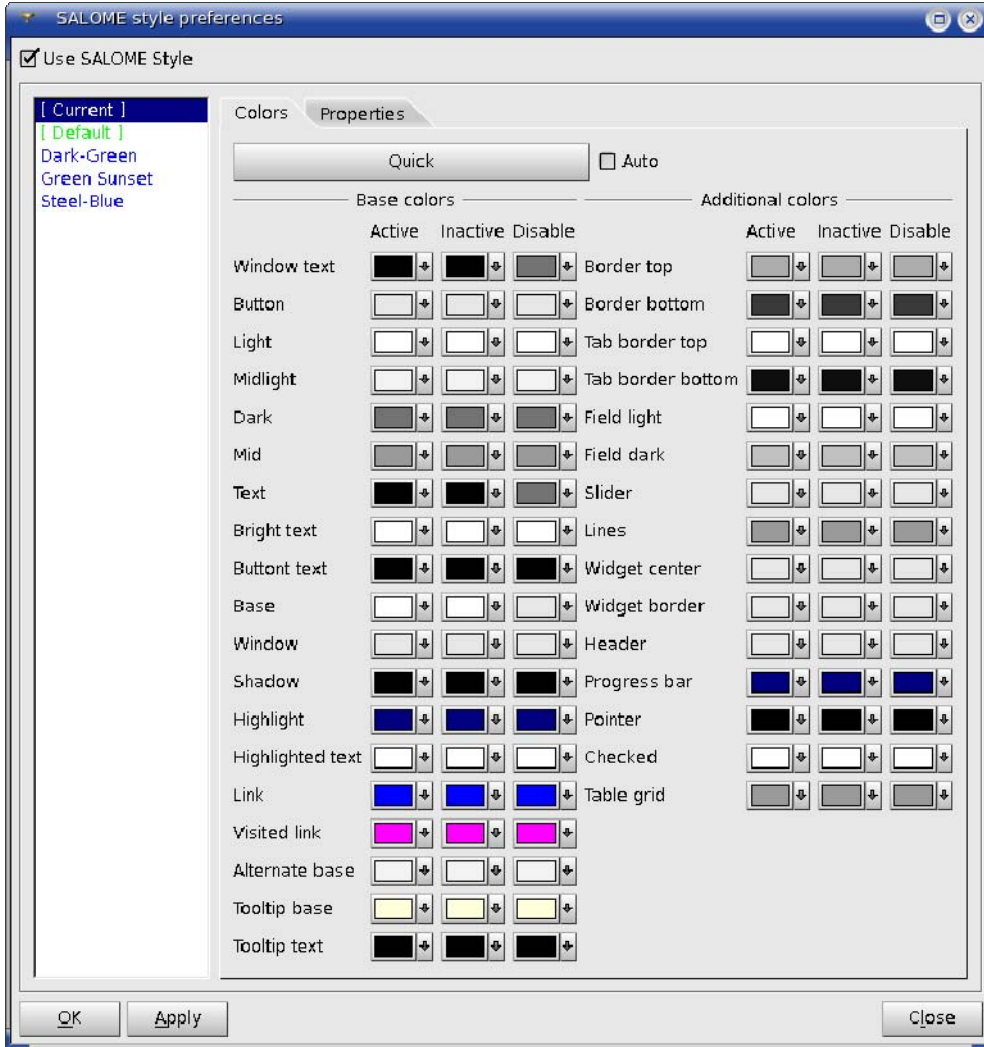 SALOME style preferences
Use SALOME Style
[ Current ]
[ Default ]
Dark-Green
Green Sunset
Steel-Blue
Colors Properties
Quick Auto
Base colors Additional colors
Active Inactive Disable Active Inactive Disable
Window text Border top
Button Border bottom
Light Tab border top
Midlight Tab border bottom
Dark Field light
Mid Field dark
Text Slider
Bright text Lines
Buttont text Widget center
Base Widget border
Window Header
Shadow Progress bar
Highlight Pointer
Highlighted text Checked
Link Table grid
Visited link
Alternate base
Tooltip base
Tooltip text
OK Apply Close